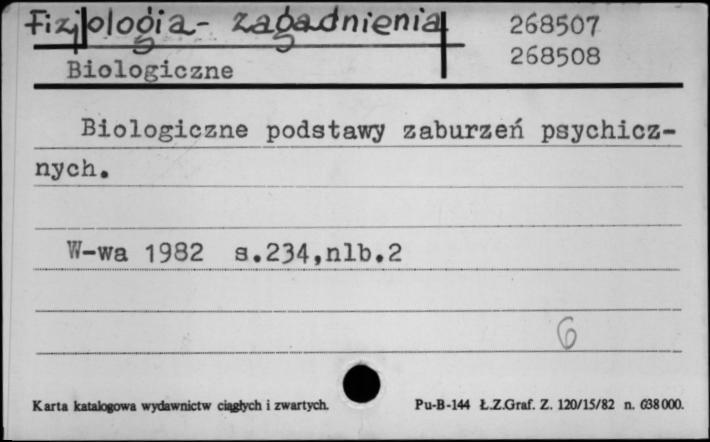 Fizjologia - zagadnienia 268507
Biologiczne 268508
Biologiczne podstawy zaburzeń psychicz-
nych.
W-wa 1982 s.234,nlb.2
6
Karta katalogowa wydawnictw ciągłych i zwartych. Pu-B-144 Ł.Z.Graf. Z. 120/15/82 n. 638000.